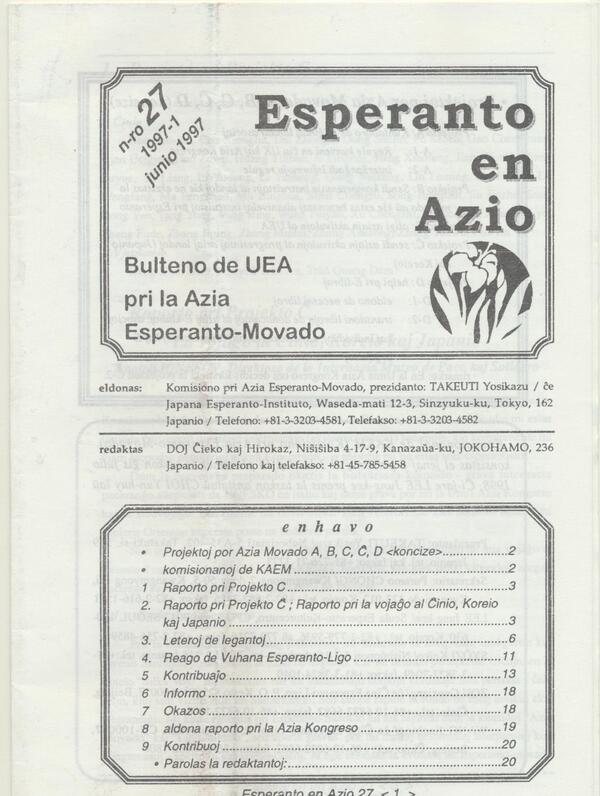 n-ro 27
1997-1
junio 1997
Esperanto
en
Azio
Bulteno de UEA
pri la Azia
Esperanto-Movado
eldonas: Komisiono pri Azia Esperanto-Movado, prezidanto: TAKEUTI Yosikazu / ĉe
Japana Esperanto-Instituto, Waseda-mati 12-3, Sinzyuku-ku, Tokyo, 162
Japanio / Telefono: +81-3-3203-4581, Telefakso: +81-3-3203-4582
redaktas DOJ Ĉieko kaj Hirokaz, Niŝiŝiba 4-17-9, Kanazaŭa-ku, JOKOHAMO, 236
Japanio / Telefono kaj telefakso: +81-45-785-5458
enhavo
• Projektoj por Azia Movado A, B, C, Ĉ, D <koncize>..................2
• komisionanoj de KAEM..................2
1 Raporto pri Projekto C..................3
2. Raporto pri Projekto Ĉ ; Raporto pri la vojaĝo al Ĉinio, Koreio
kaj Japanio..................3
3. Leteroj de legantoj..................6
4. Reago de Vuhana Esperanto-Ligo..................11
5 Kontribuaĵo..................13
6 Informo..................18
7 Okazos..................18
8 aldona raporto pri la Azia Kongreso..................19
9 Kontribuoj..................20
• Parolas la redaktantoj:..................20
Esperanto en Azio 27, < 1 >